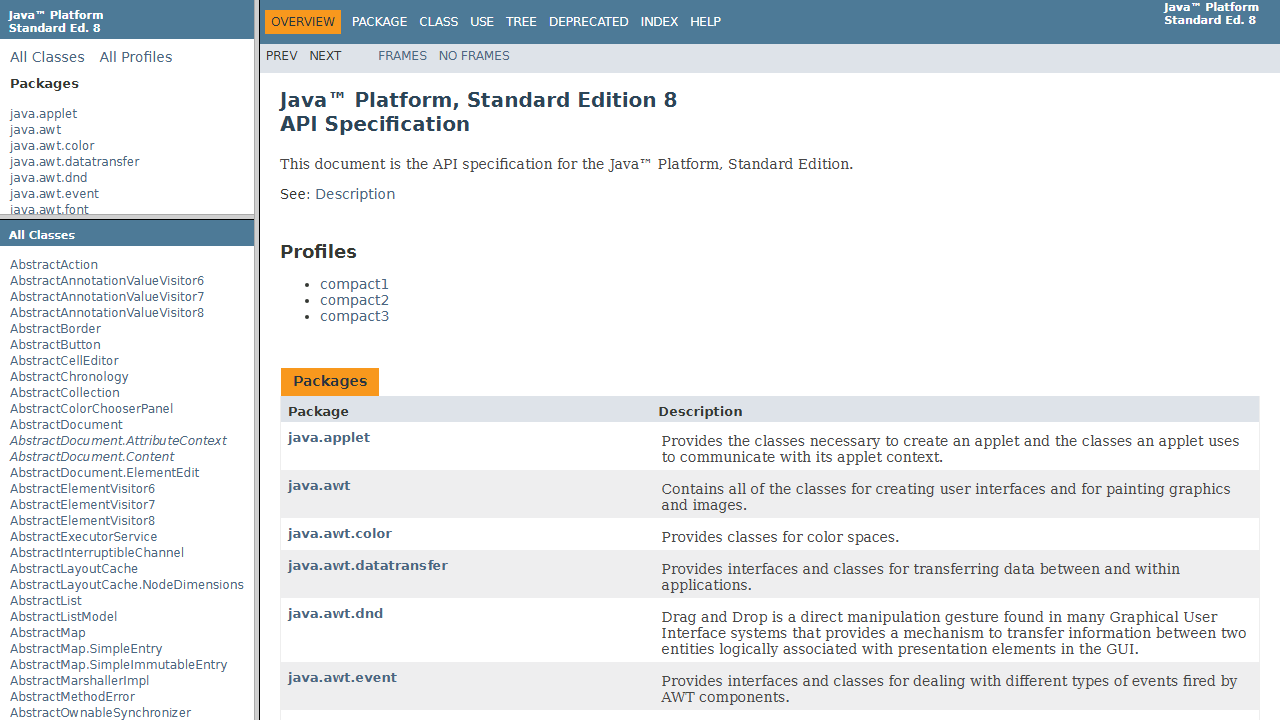 Java™ Platform
Standard Ed. 8
All Classes All Profiles
Packages
java.applet
java.awt
java.awt.color
java.awt.datatransfer
java.awt.dnd
java.awt.event
java.awt.font
All Classes
AbstractAction
AbstractAnnotationValueVisitor6
AbstractAnnotationValueVisitor7
AbstractAnnotationValueVisitor8
AbstractBorder
AbstractButton
AbstractCellEditor
AbstractChronology
AbstractCollection
AbstractColorChooserPanel
AbstractDocument
AbstractDocument.AttributeContext
AbstractDocument.Content
AbstractDocument.ElementEdit
AbstractElementVisitor6
AbstractElementVisitor7
AbstractElementVisitor8
AbstractExecutorService
AbstractInterruptibleChannel
AbstractLayoutCache
AbstractLayoutCache.NodeDimensions
AbstractList
AbstractListModel
AbstractMap
AbstractMap.SimpleEntry
AbstractMap.SimpleImmutableEntry
AbstractMarshallerImpl
AbstractMethodError
AbstractOwnableSynchronizer
OVERVIEW PACKAGE CLASS USE TREE DEPRECATED INDEX HELP
Java™ Platform
Standard Ed. 8
PREV NEXT FRAMES NO FRAMES
Java™ Platform, Standard Edition 8
API Specification
This document is the API specification for the Java™ Platform, Standard Edition.
See: Description
Profiles
• compact1
• compact2
• compact3
Packages
Package Description
java.applet Provides the classes necessary to create an applet and the classes an applet uses
to communicate with its applet context.
java.awt Contains all of the classes for creating user interfaces and for painting graphics
and images.
java.awt.color Provides classes for color spaces.
java.awt.datatransfer Provides interfaces and classes for transferring data between and within
applications.
java.awt.dnd Drag and Drop is a direct manipulation gesture found in many Graphical User
Interface systems that provides a mechanism to transfer information between two
entities logically associated with presentation elements in the GUI.
java.awt.event Provides interfaces and classes for dealing with different types of events fired by
AWT components.